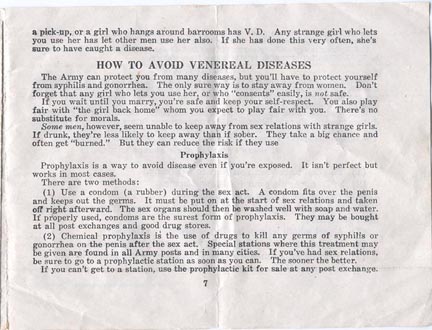 a pick-up, or a girl who hangs around barrooms has V. D. Any strange girl who lets
you use her has let other men use her also. If she has done this very often, she's
sure to have caught a disease.
HOW TO AVOID VENEREAL DISEASES
The Army can protect you from many diseases, but you'll have to protect yourself
from syphilis and gonorrhea. The only sure way is to stay away from women. Don't
forget that any girl who lets you use her, or who "consents" easily, is not safe.
If you wait until you marry, you're safe and keep your self-respect. You also play
fair with "the girl back home" whom you expect to play fair with you. There's no
substitute for morals.
Some men, however, seem unable to keep away from sex relations with strange girls.
If drunk, they're less likely to keep away than if sober. They take a big chance and
often get "burned." But they can reduce the risk if they use
Prophylaxis
Prophylaxis is a way to avoid disease even if you're exposed. It isn't perfect but
works in most cases.
There are two methods:
(1) Use a condom (a rubber) during the sex act. A condom fits over the penis
and keeps out the germs. It must be put on at the start of sex relations and taken
off right afterward. The sex organs should then be washed well with soap and water.
If properly used, condoms are the surest form of prophylaxis. They may be bought
at all post exchanges and good drug stores.
(2) Chemical prophylaxis is the use of drugs to kill any germs of syphilis or
gonorrhea on the penis after the sex act. Special stations where this treatment may
be given are found in all Army posts and in many cities. If you've had sex relations,
be sure to go to a prophylactic station as soon as you can. The sooner the better.
If you can't get to a station, use the prophylactic kit for sale at any post exchange.
7